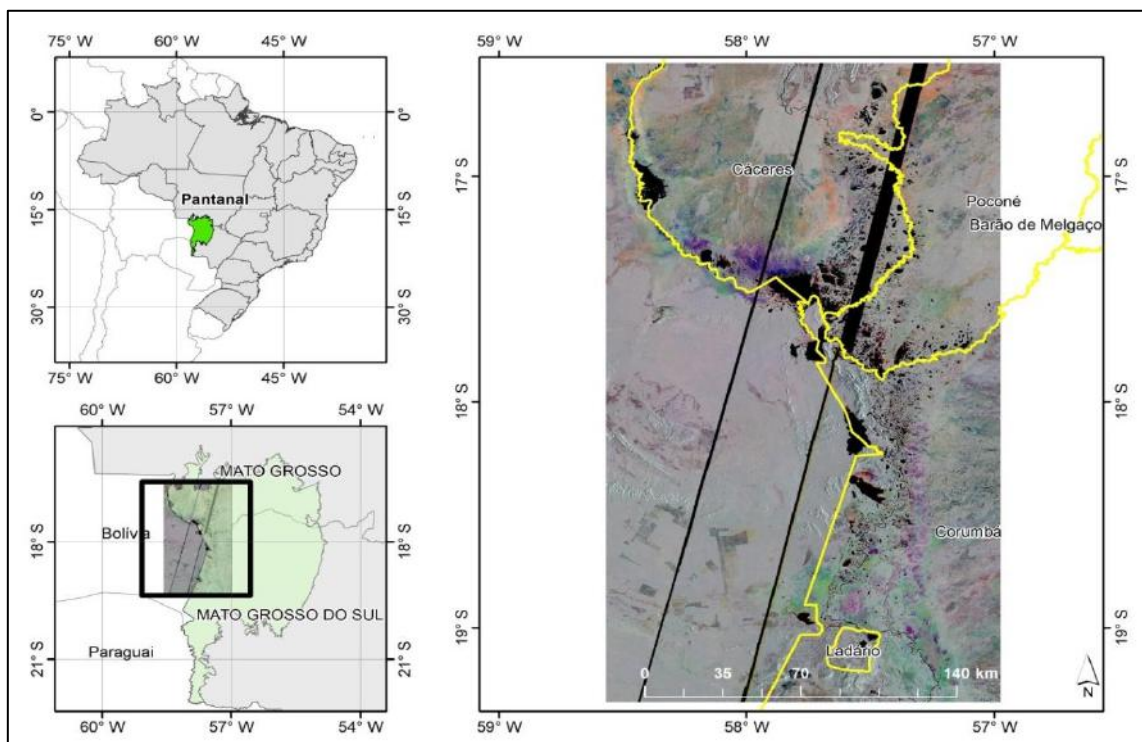 75° W 60° W 45° W
0° 0°
Pantanal
15° S 15° S
30° S 30° S
75° W 60° W 45° W
60° W 57° W 54° W
MATO GROSSO
Bolívia
18° S 18° S
MATO GROSSO DO SUL
Paraguai
21° S 21° S
60° W 57° W 54° W
59° W 58° W 57° W
17° S 17° S
Cáceres
Poconé
Barão de Melgaço
18° S 18° S
Corumbá
19° S 19° S
Ladário
0 35 70 140 km
N
59° W 58° W 57° W